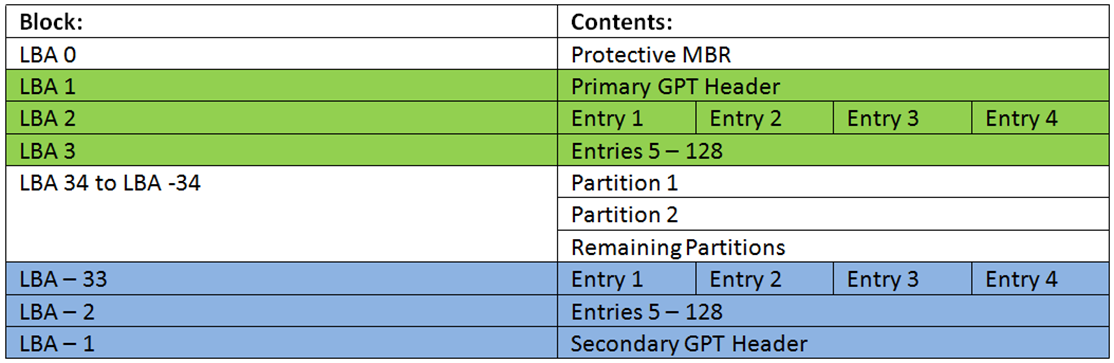 Block: Contents:
LBA 0 Protective MBR
LBA 1 Primary GPT Header
LBA 2 Entry 1 Entry 2 Entry 3 Entry 4
LBA 3 Entries 5 – 128
LBA 34 to LBA -34 Partition 1
Partition 2
Remaining Partitions
LBA – 33 Entry 1 Entry 2 Entry 3 Entry 4
LBA – 2 Entries 5 – 128
LBA – 1 Secondary GPT Header